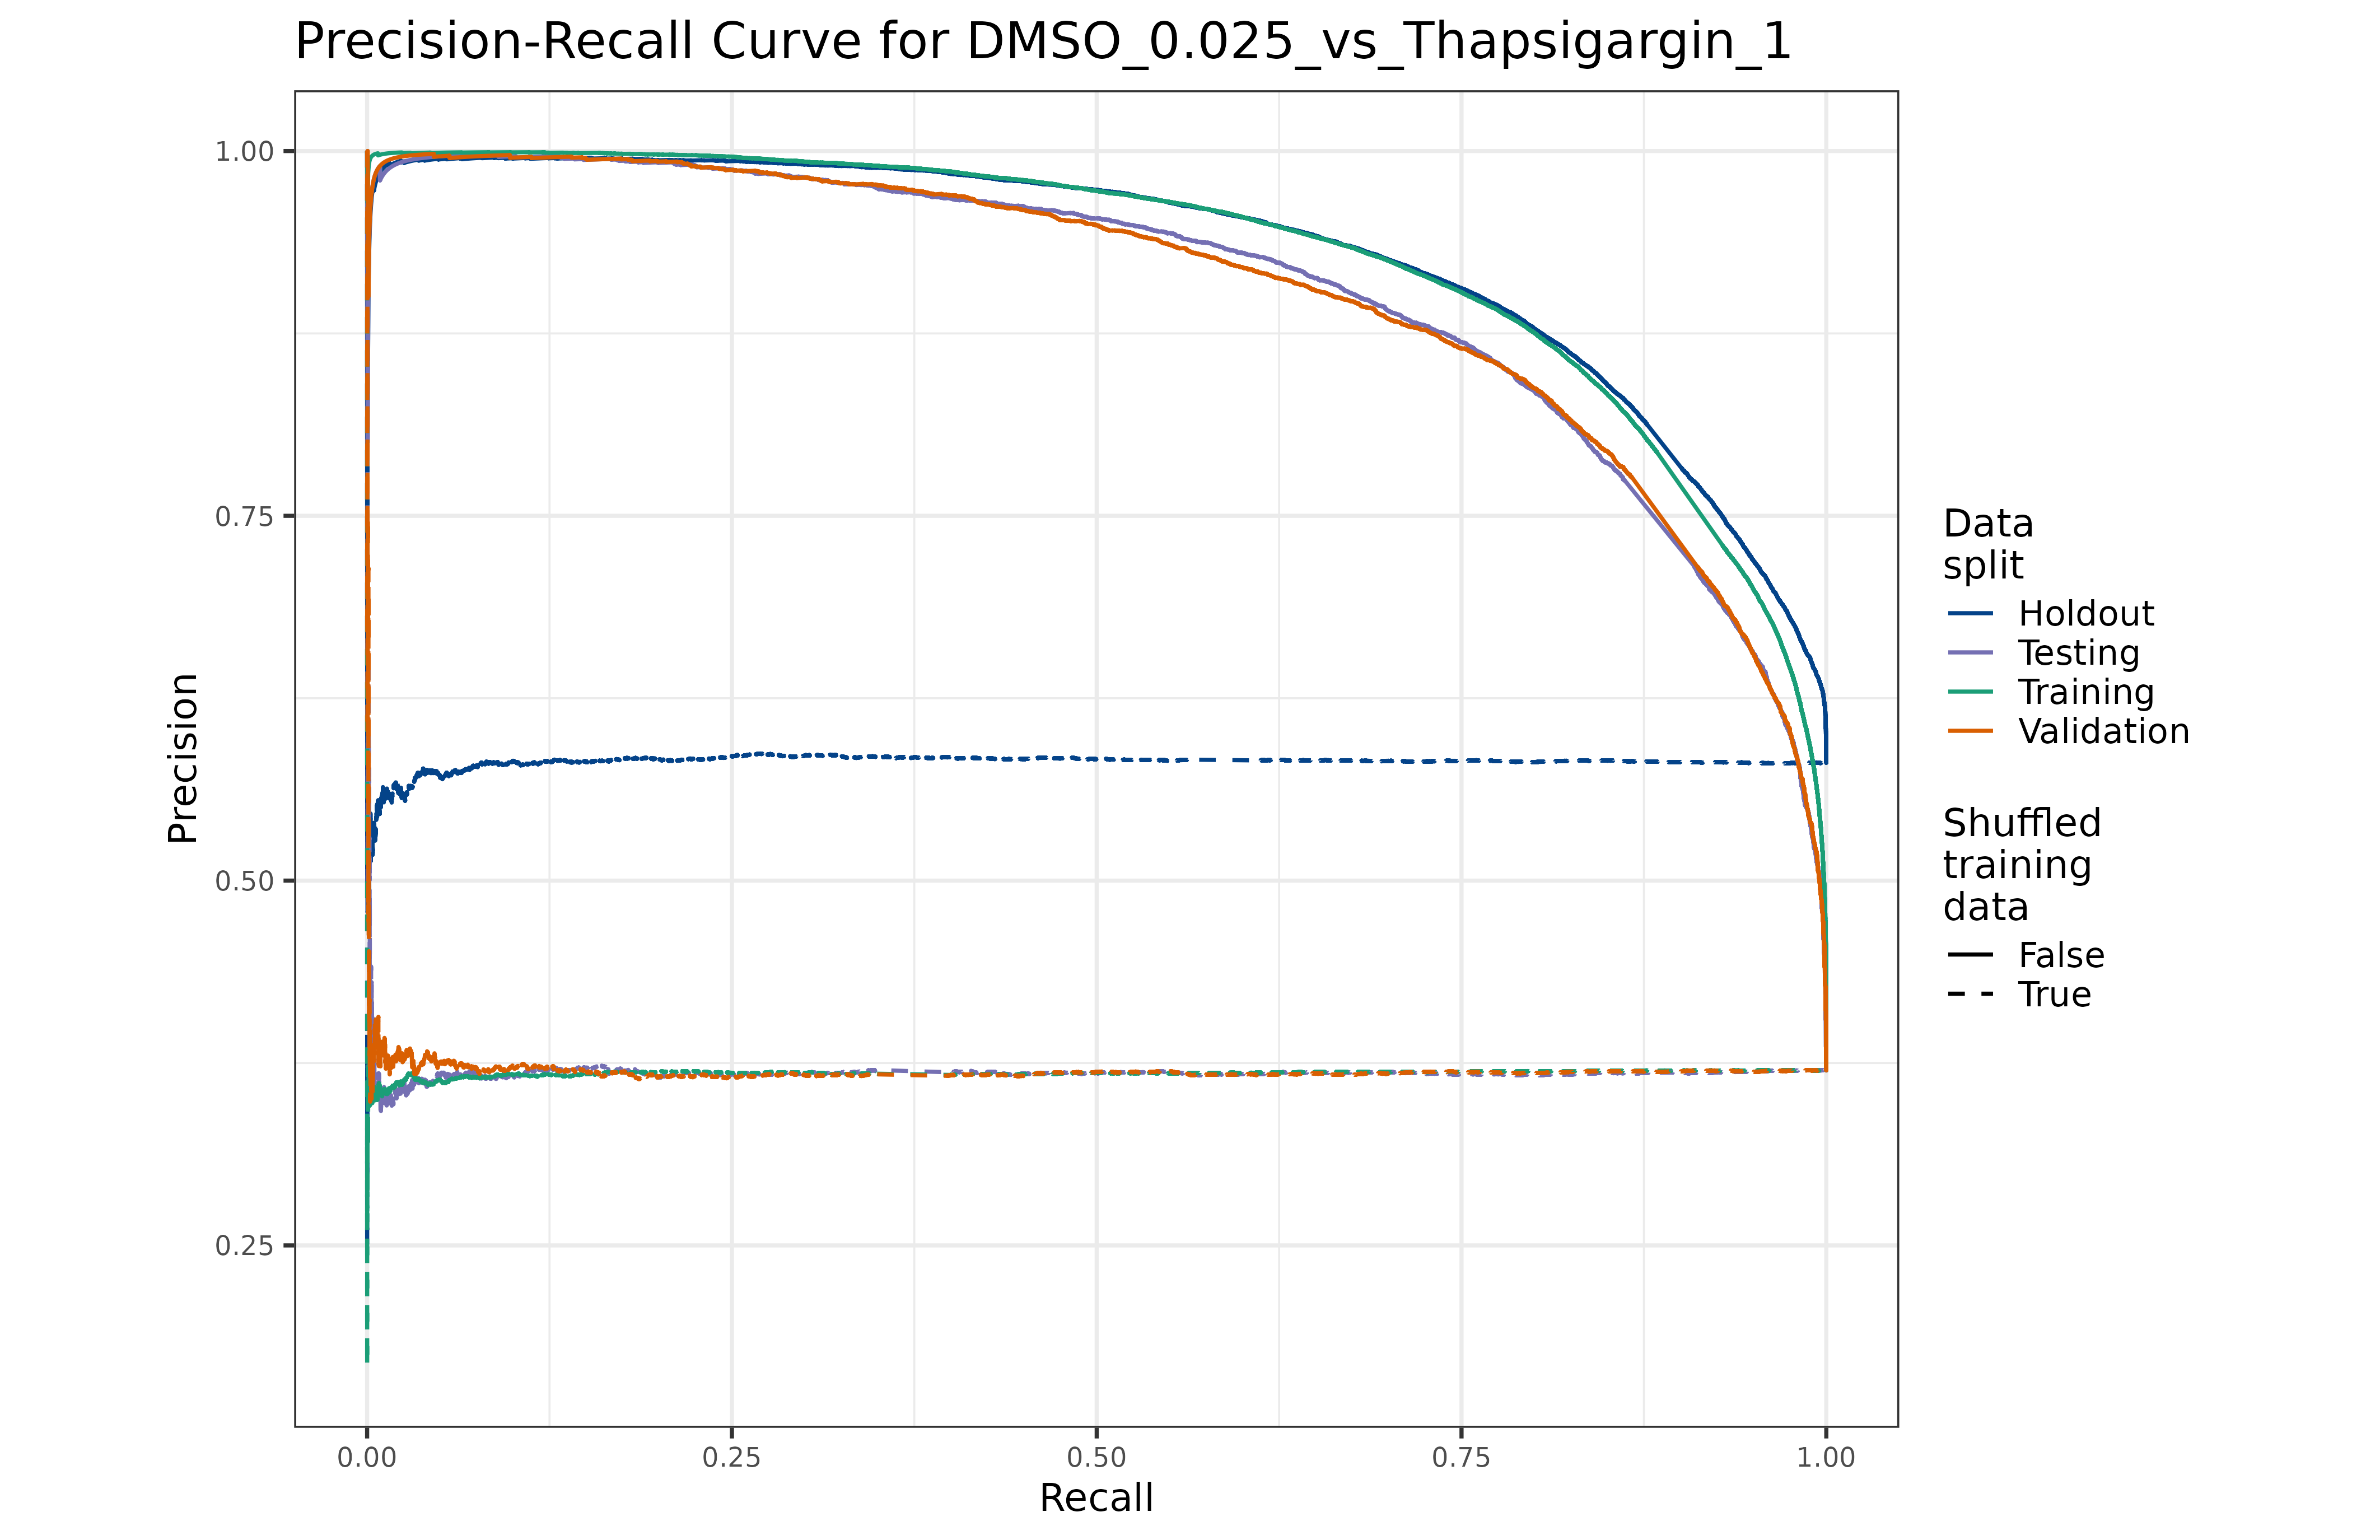 Precision-Recall Curve for DMSO_0.025_vs_Thapsigargin_1
1.00
0.75
0.50
0.25
Precision
0.00
0.25
0.50
0.75
1.00
Recall
Data
split
Holdout
Testing
Training
Validation
Shuffled
training
data
False
True